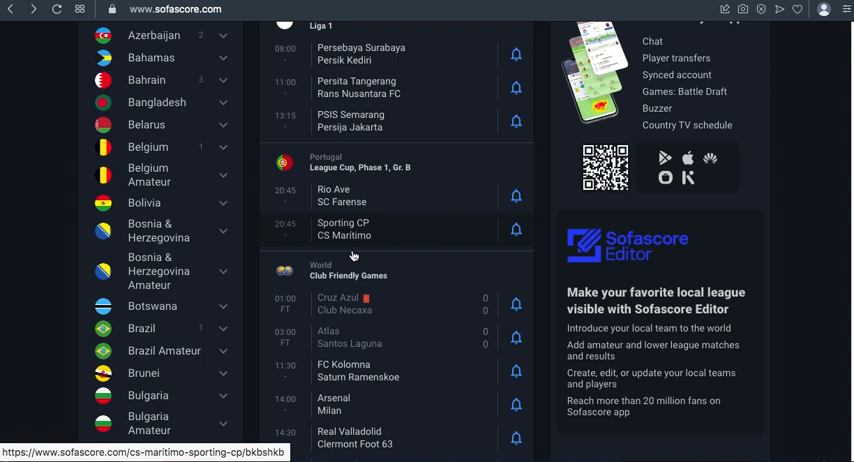 www.sofascore.com
Azerbaijan 2
Bahamas
Bahrain 3
Bangladesh
Belarus
Belgium 1
Belgium
Amateur
Bolivia
Bosnia &
Herzegovina
Bosnia &
Herzegovina
Amateur
Botswana
Brazil 1
Brazil Amateur
Brunei
Bulgaria
Bulgaria
Amateur
Liga 1
08:00 Persebaya Surabaya
- Persik Kediri
11:00 Persita Tangerang
- Rans Nusantara FC
13:15 PSIS Semarang
- Persija Jakarta
Portugal
League Cup, Phase 1, Gr. B
20:45 Rio Ave
- SC Farense
20:45 Sporting CP
- CS Marítimo
World
Club Friendly Games
01:00 Cruz Azul 0
FT Club Necaxa 0
03:00 Atlas 0
FT Santos Laguna 0
11:30 FC Kolomna
- Saturn Ramenskoe
14:00 Arsenal
- Milan
14:30 Real Valladolid
- Clermont Foot 63
Chat
Player transfers
Synced account
Games: Battle Draft
Buzzer
Country TV schedule
Sofascore
Editor
Make your favorite local league
visible with Sofascore Editor
Introduce your local team to the world
Add amateur and lower league matches
and results
Create, edit, or update your local teams
and players
Reach more than 20 million fans on
Sofascore app
https://www.sofascore.com/cs-maritimo-sporting-cp/bkbshkb